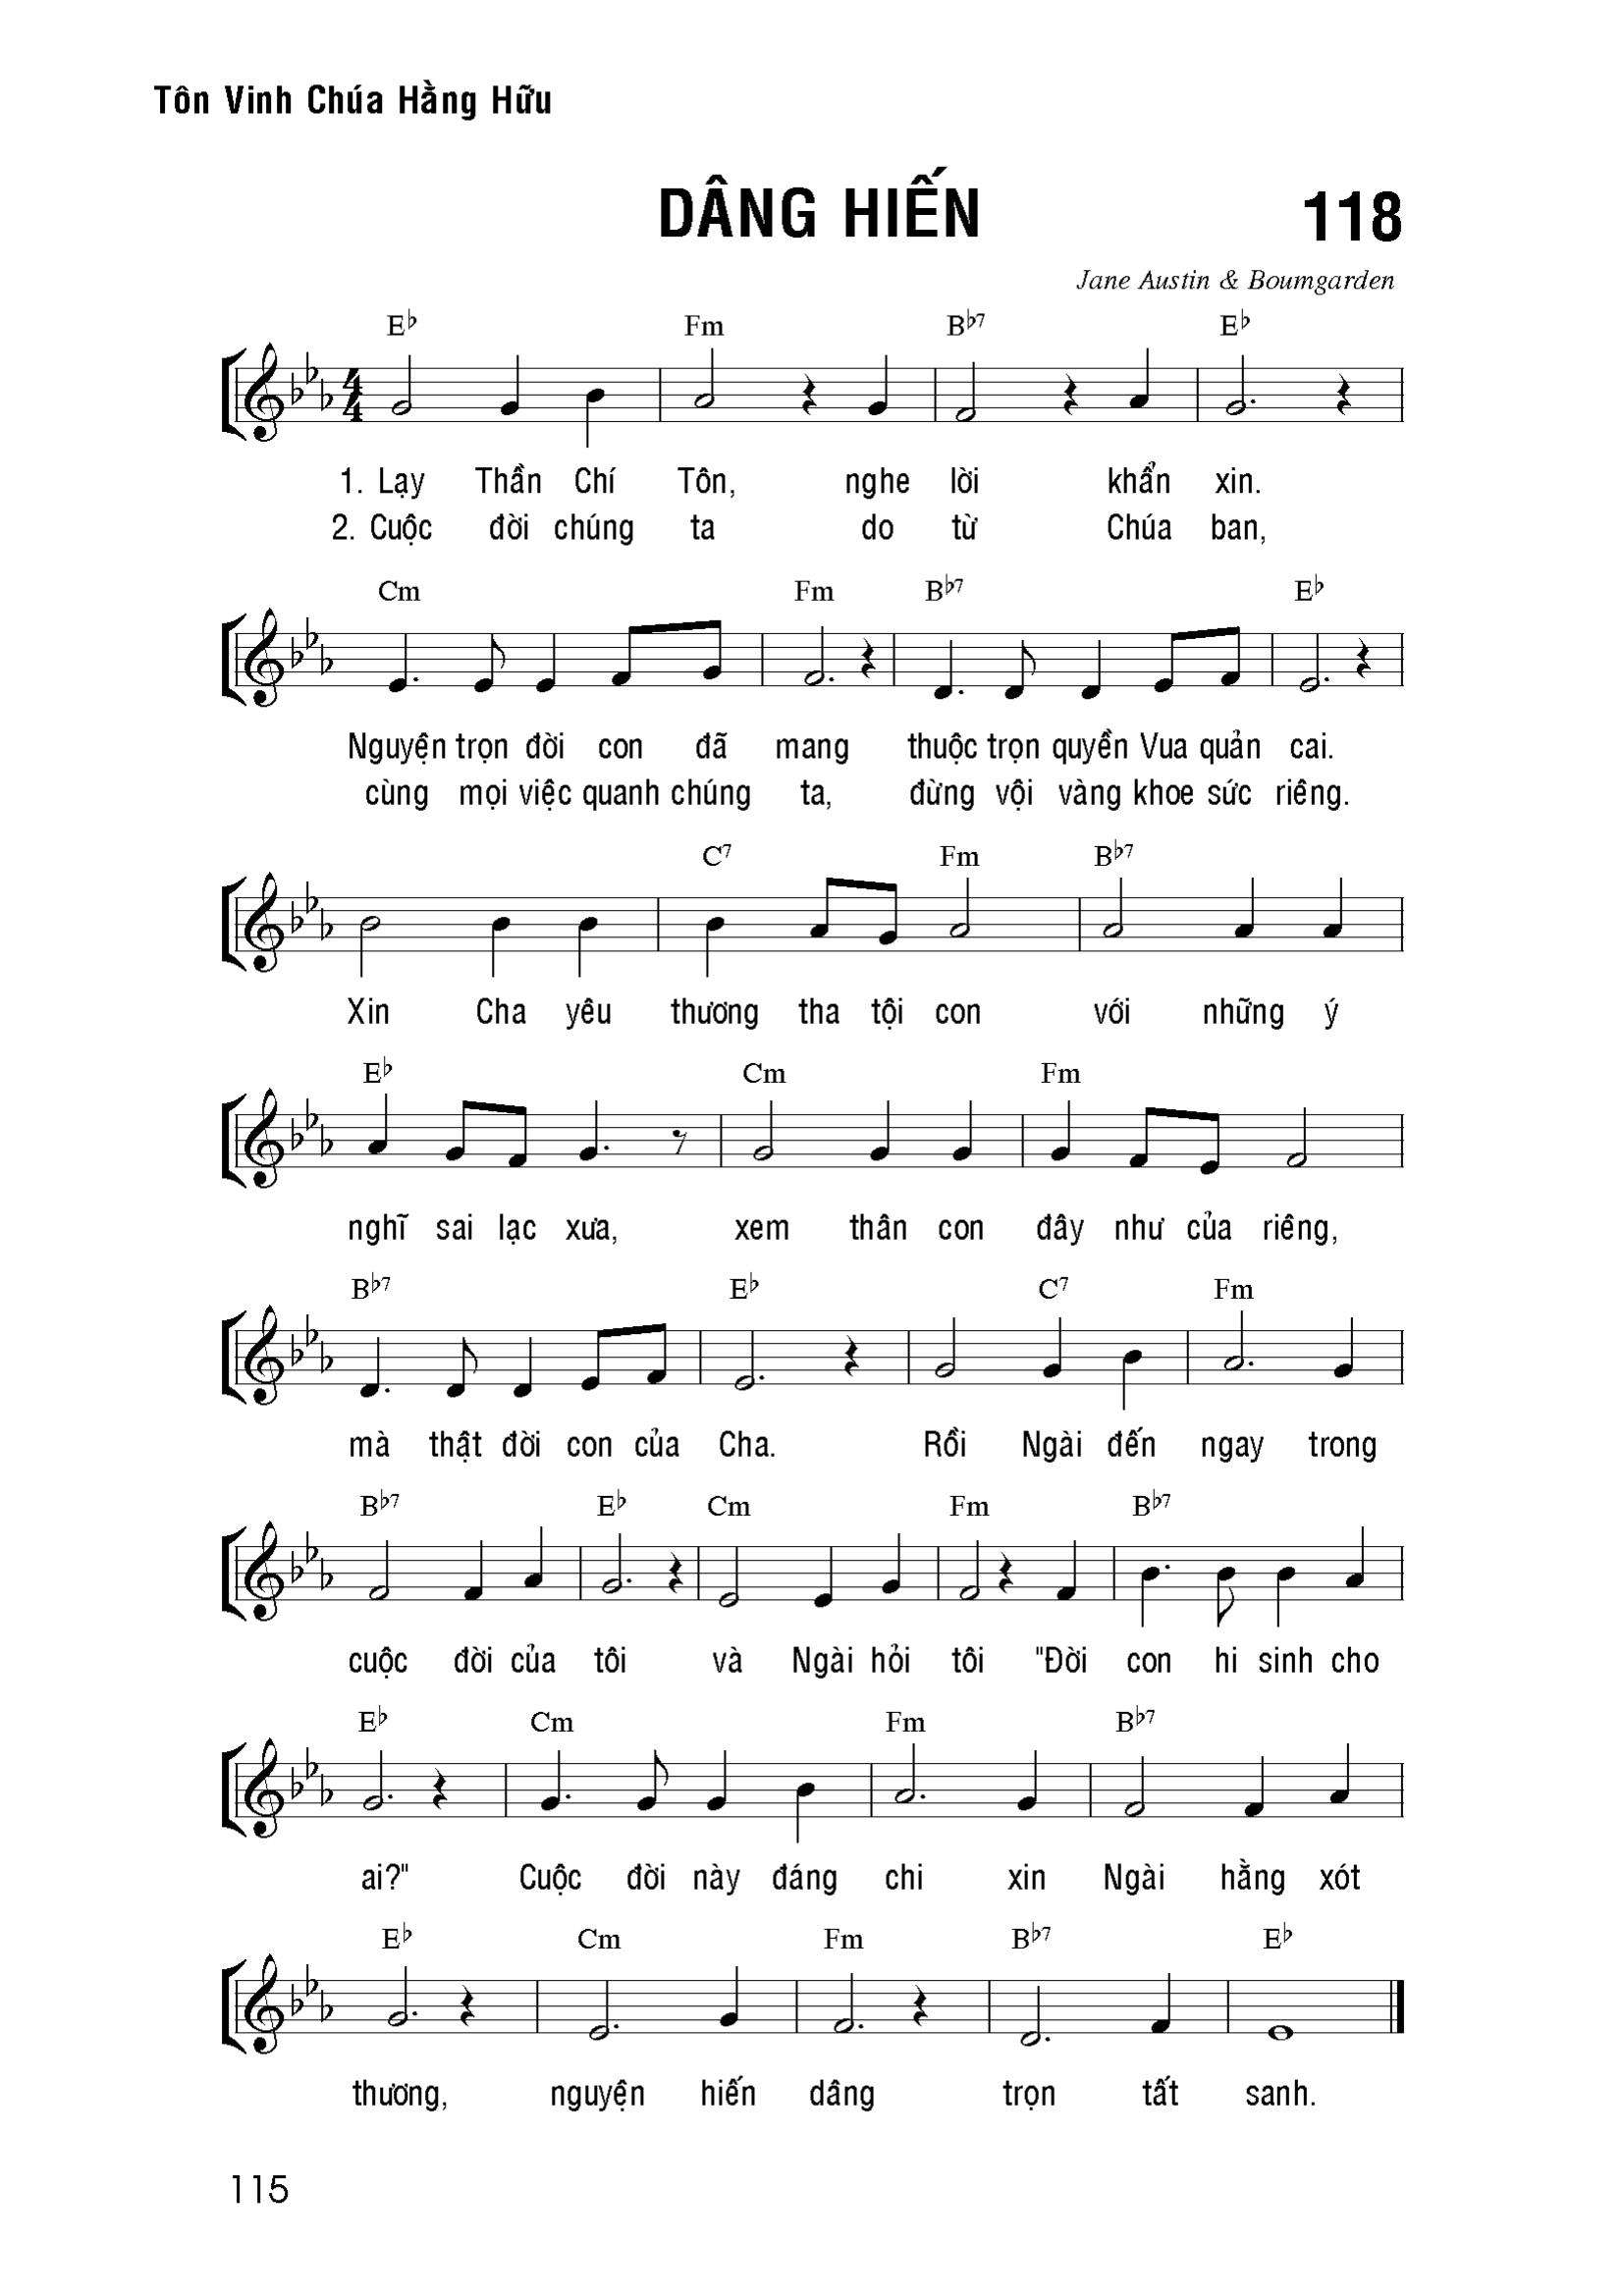 Tôn Vinh Chúa Hằng Hữu
DÂNG HIẾN 118
Jane Austin & Boumgarden
E♭ Fm B♭7 E♭
4/4
1. Lạy Thần Chí Tôn, nghe lời khẩn xin.
2. Cuộc đời chúng ta do từ Chúa ban,
Cm Fm B♭7 E♭
Nguyện trọn đời con đã mang thuộc trọn quyền Vua quản cai.
cùng mọi việc quanh chúng ta, đừng vội vàng khoe sức riêng.
C7 Fm B♭7
Xin Cha yêu thương tha tội con với những ý
E♭ Cm Fm
nghĩ sai lạc xưa, xem thân con đây như của riêng,
B♭7 E♭ C7 Fm
mà thật đời con của Cha. Rồi Ngài đến ngay trong
B♭7 E♭ Cm Fm B♭7
cuộc đời của tôi và Ngài hỏi tôi "Đời con hi sinh cho
E♭ Cm Fm B♭7
ai?" Cuộc đời này đáng chi xin Ngài hằng xót
E♭ Cm Fm B♭7 E♭
thương, nguyện hiến dâng trọn tất sanh.
115